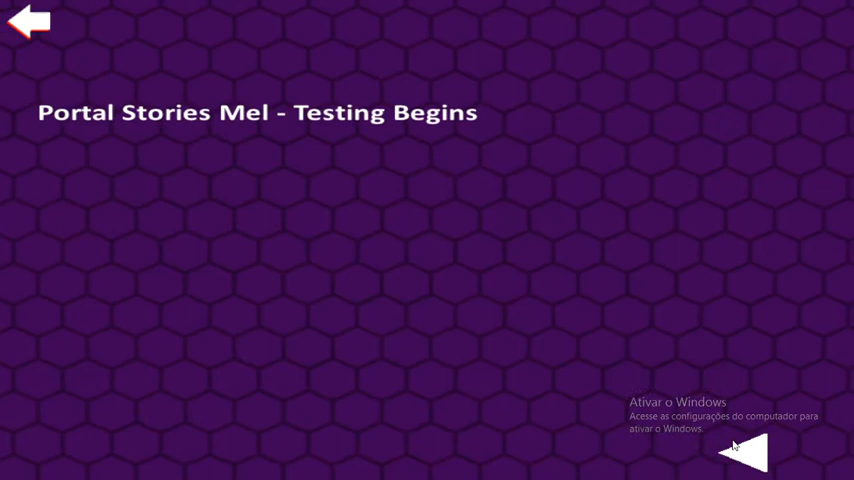 Portal Stories Mel - Testing Begins
Ativar o Windows
Acesse as configurações do computador para
ativar o Windows.